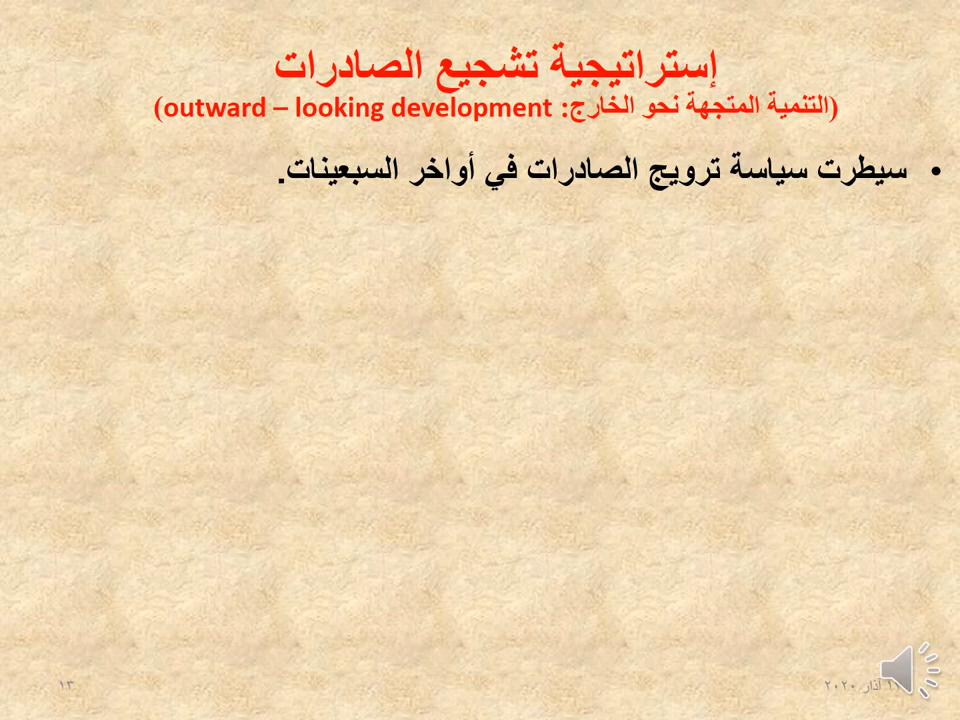 إستراتيجية تشجيع الصادرات
(التنمية المتجهة نحو الخارج: outward – looking development)
• سيطرت سياسة ترويج الصادرات في أواخر السبعينات.
آذار ٢٠٢٠
١٣